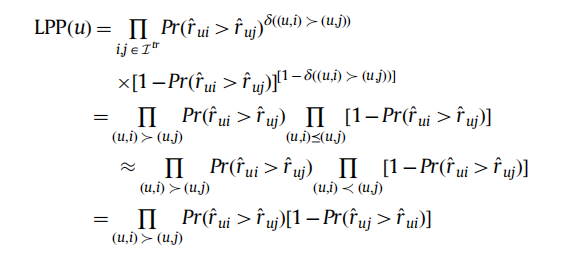 LPP(u) = ∏_{i,j ∈ 𝓘^{tr}} Pr(r̂_{ui} > r̂_{uj})^{δ((u,i) ≻ (u,j))}
×[1 − Pr(r̂_{ui} > r̂_{uj})]^{[1 − δ((u,i) ≻ (u,j))]}
= ∏_{(u,i) ≻ (u,j)} Pr(r̂_{ui} > r̂_{uj}) ∏_{(u,i) ⪯ (u,j)} [1 − Pr(r̂_{ui} > r̂_{uj})]
≈ ∏_{(u,i) ≻ (u,j)} Pr(r̂_{ui} > r̂_{uj}) ∏_{(u,i) ≺ (u,j)} [1 − Pr(r̂_{ui} > r̂_{uj})]
= ∏_{(u,i) ≻ (u,j)} Pr(r̂_{ui} > r̂_{uj})[1 − Pr(r̂_{uj} > r̂_{ui})]